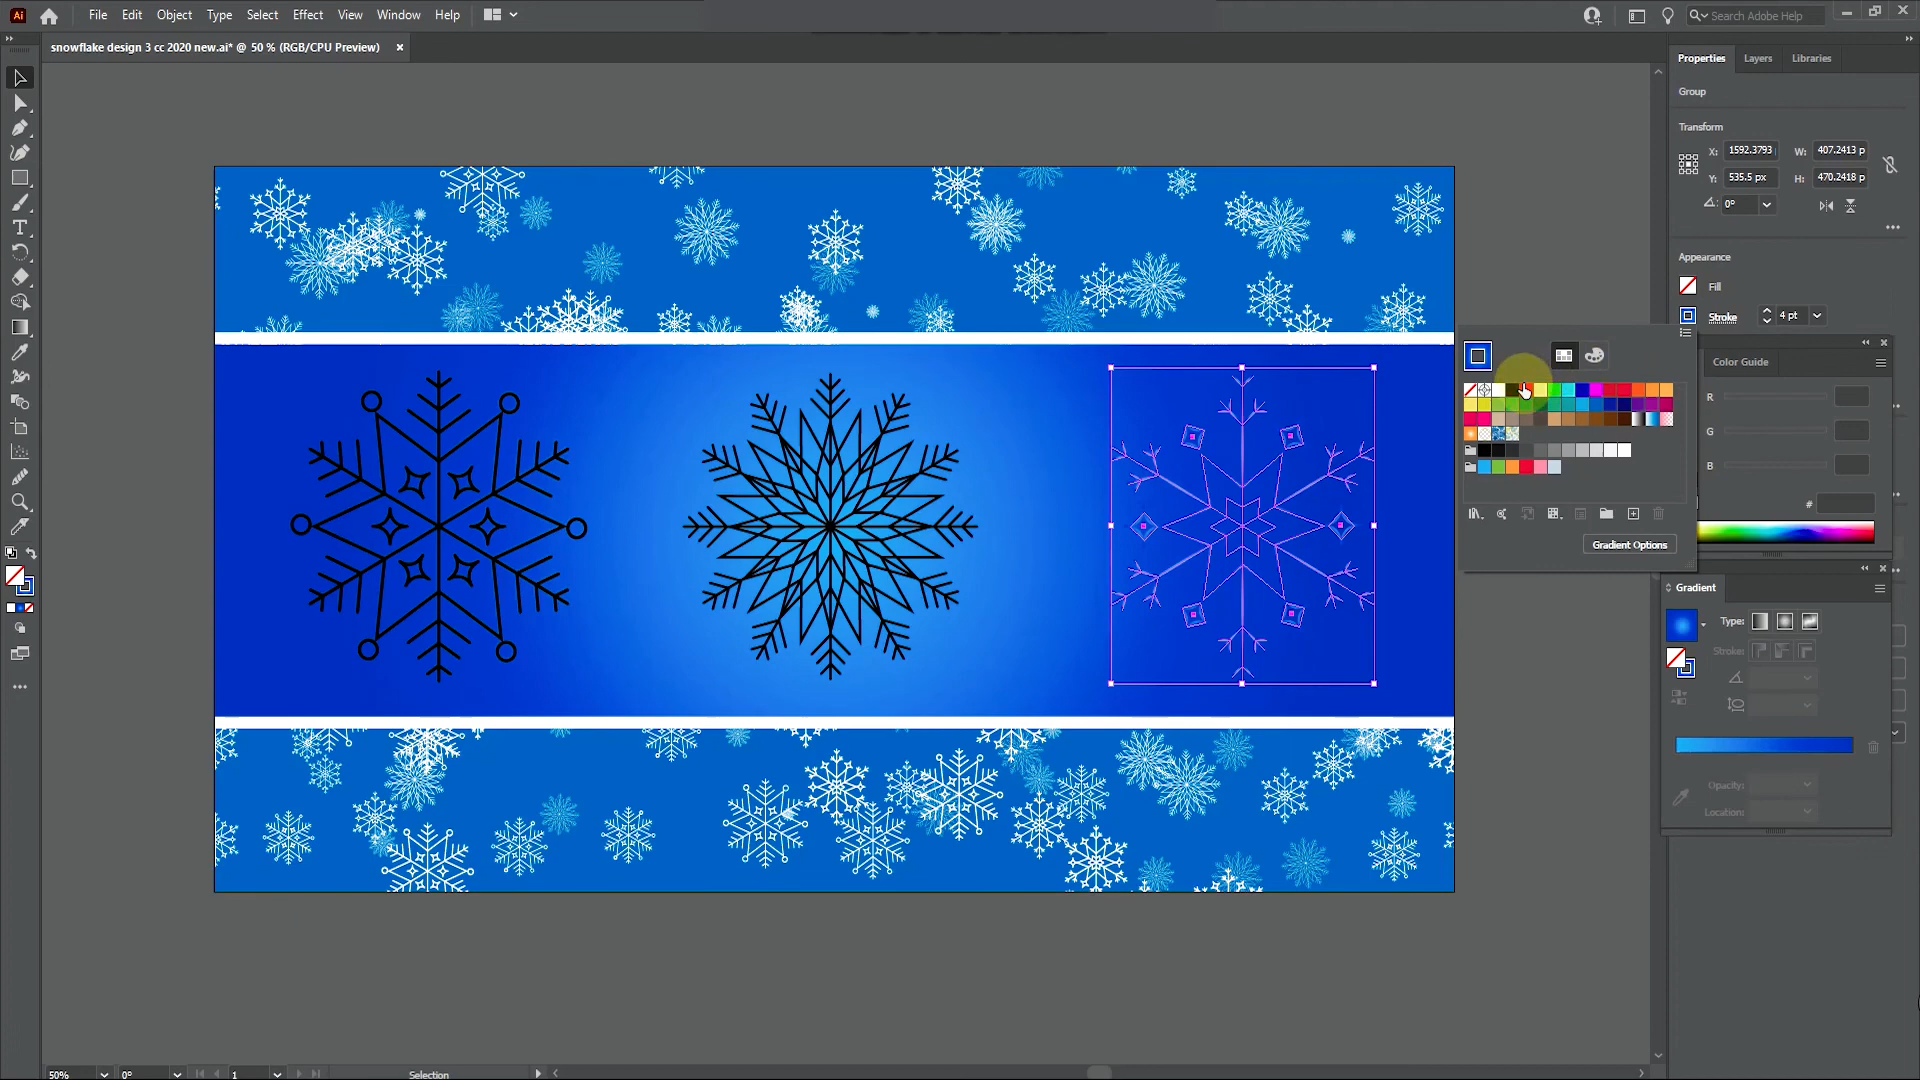 Ai File Edit Object Type Select Effect View Window Help Search Adobe Help
snowflake design 3 cc 2020 new.ai* @ 50 % (RGB/CPU Preview) ×
Properties Layers Libraries
Group
Transform
X: 1592.3793 W: 407.2413 p
Y: 535.5 px H: 470.2418 p
0°
Appearance
Fill
Stroke 4 pt
Color Guide
R
G
B
#
Gradient Options
Gradient
Type:
Stroke:
Opacity:
Location:
50% 0° 1 Selection